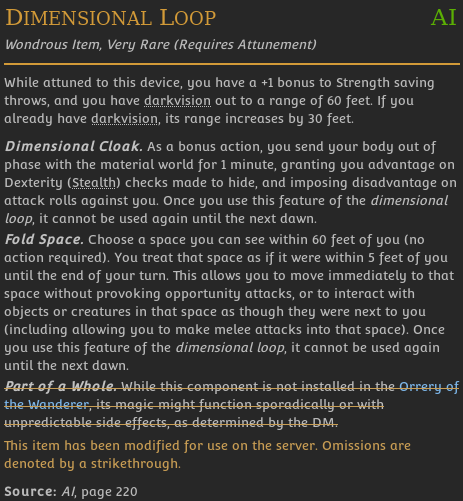 DIMENSIONAL LOOP AI
Wondrous Item, Very Rare (Requires Attunement)
While attuned to this device, you have a +1 bonus to Strength saving
throws, and you have darkvision out to a range of 60 feet. If you
already have darkvision, its range increases by 30 feet.
Dimensional Cloak. As a bonus action, you send your body out of
phase with the material world for 1 minute, granting you advantage on
Dexterity (Stealth) checks made to hide, and imposing disadvantage on
attack rolls against you. Once you use this feature of the dimensional
loop, it cannot be used again until the next dawn.
Fold Space. Choose a space you can see within 60 feet of you (no
action required). You treat that space as if it were within 5 feet of you
until the end of your turn. This allows you to move immediately to that
space without provoking opportunity attacks, or to interact with
objects or creatures in that space as though they were next to you
(including allowing you to make melee attacks into that space). Once
you use this feature of the dimensional loop, it cannot be used again
until the next dawn.
Part of a Whole. While this component is not installed in the Orrery of
the Wanderer, its magic might function sporadically or with
unpredictable side effects, as determined by the DM.
This item has been modified for use on the server. Omissions are
denoted by a strikethrough.
Source: AI, page 220